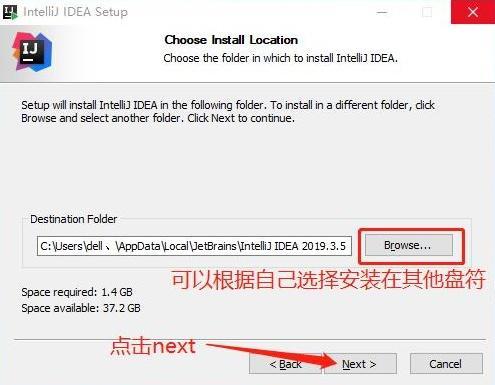 IntelliJ IDEA Setup
IJ
Choose Install Location
Choose the folder in which to install IntelliJ IDEA.
Setup will install IntelliJ IDEA in the following folder. To install in a different folder, click
Browse and select another folder. Click Next to continue.
Destination Folder
C:\Users\dell 、\AppData\Local\JetBrains\IntelliJ IDEA 2019.3.5
Browse...
可以根据自己选择安装在其他盘符
Space required: 1.4 GB
Space available: 37.2 GB
点击next
< Back
Next >
Cancel